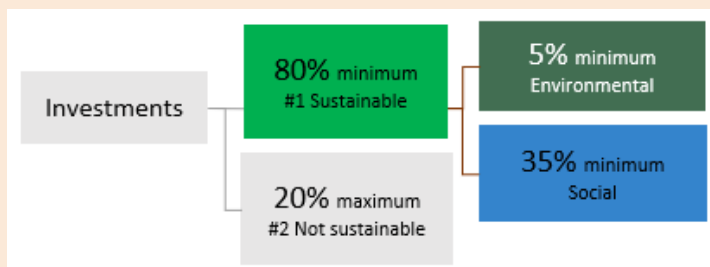 Investments
80% minimum
#1 Sustainable
20% maximum
#2 Not sustainable
5% minimum
Environmental
35% minimum
Social